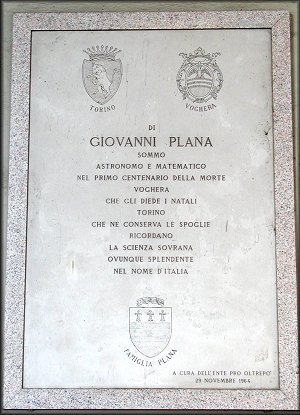 TORINO
VOGHERA
DI
GIOVANNI PLANA
SOMMO
ASTRONOMO E MATEMATICO
NEL PRIMO CENTENARIO DELLA MORTE
VOGHERA
CHE GLI DIEDE I NATALI
TORINO
CHE NE CONSERVA LE SPOGLIE
RICORDANO
LA SCIENZA SOVRANA
OVUNQUE SPLENDENTE
NEL NOME D'ITALIA
FAMIGLIA PLANA
A CURA DELL'ENTE PRO OLTREPO'
29 NOVEMBRE 1964